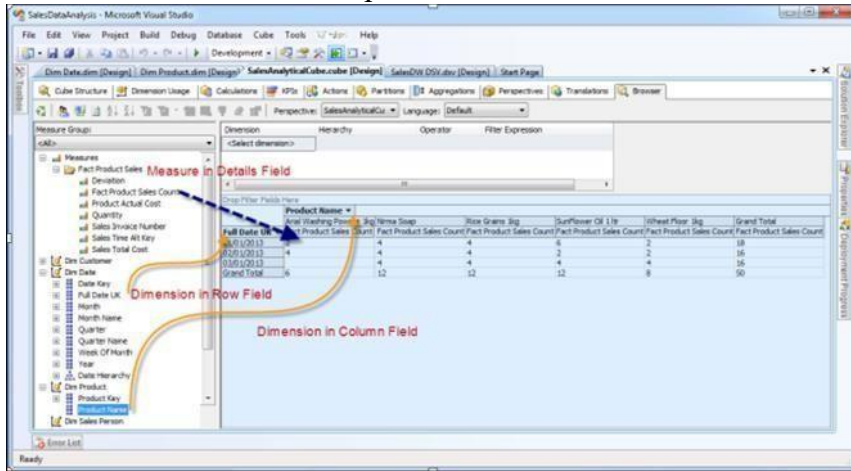 SalesDataAnalysis - Microsoft Visual Studio
File Edit View Project Build Debug Database Cube Tools Window Help
Development
Dim Date.dim [Design] Dim Product.dim [Design] SalesAnalyticalCube.cube [Design] SalesDW DSV.dsv [Design] Start Page
Cube Structure Dimension Usage Calculations KPIs Actions Partitions Aggregations Perspectives Translations Browser
Perspective: SalesAnalyticalCu Language: Default
Measure Group:
<All>
Dimension Hierarchy Operator Filter Expression
<Select dimension>
Measures
Fact Product Sales
Measure in Details Field
Deviation
Fact Product Sales Count
Product Actual Cost
Quantity
Sales Invoice Number
Sales Time Alt Key
Sales Total Cost
Dim Customer
Dim Date
Date Key
Full Date UK
Month
Month Name
Quarter
Quarter Name
Week Of Month
Year
Date Hierarchy
Dim Product
Product Key
Product Name
Dim Sales Person
Drop Filter Fields Here
Product Name
Arial Washing Powder 1kg Nirma Soap Rice Grains 1kg SunFlower Oil 1 ltr Wheat Floor 1kg Grand Total
Full Date UK Fact Product Sales Count Fact Product Sales Count Fact Product Sales Count Fact Product Sales Count Fact Product Sales Count Fact Product Sales Count
01/01/2013 4 4 6 2 18
02/01/2013 4 4 4 2 2 16
03/01/2013 4 4 4 4 16
Grand Total 6 12 12 12 8 50
Dimension in Row Field
Dimension in Column Field
Toolbox
Solution Explorer
Properties
Deployment Progress
Error List
Ready